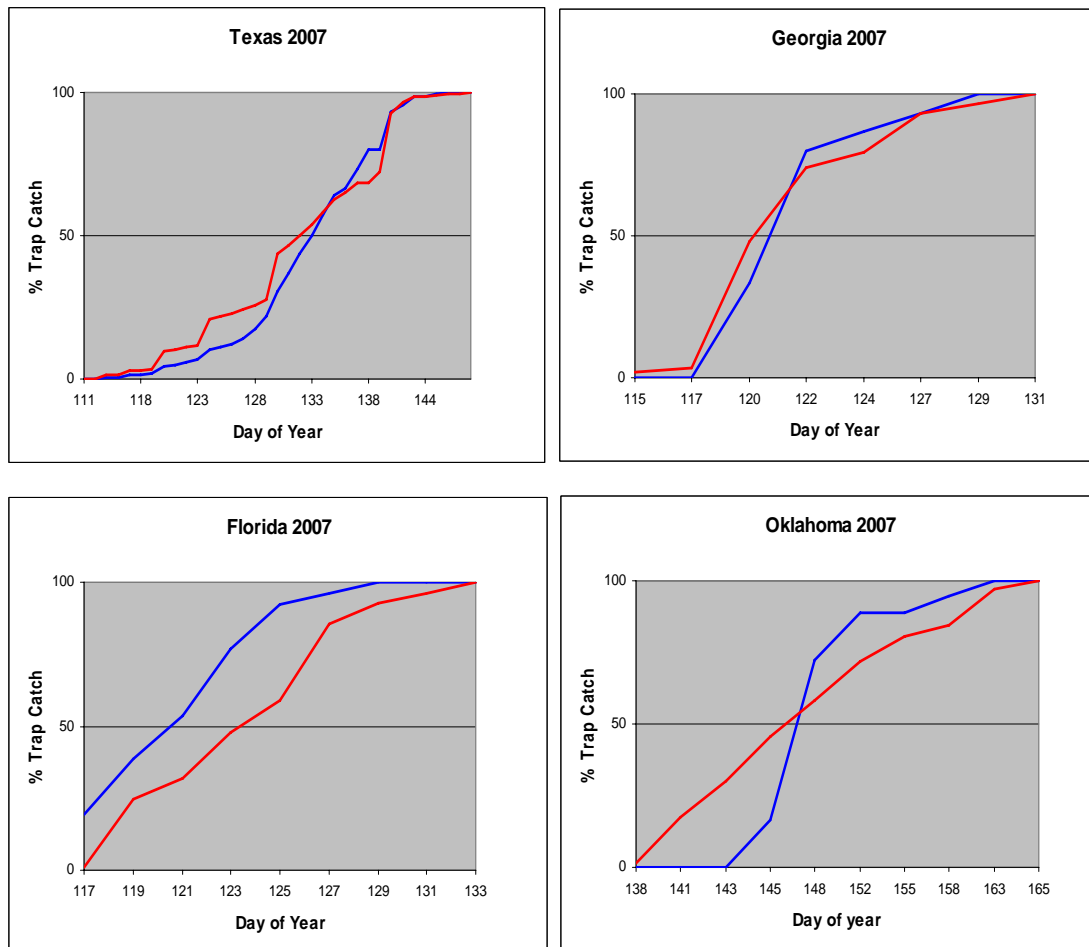 Texas 2007
100
50
0
% Trap Catch
111 118 123 128 133 138 144
Day of Year
Georgia 2007
100
50
0
% Trap Catch
115 117 120 122 124 127 129 131
Day of Year
Florida 2007
100
50
0
% Trap Catch
117 119 121 123 125 127 129 131 133
Day of Year
Oklahoma 2007
100
50
0
% Trap Catch
138 141 143 145 148 152 155 158 163 165
Day of year